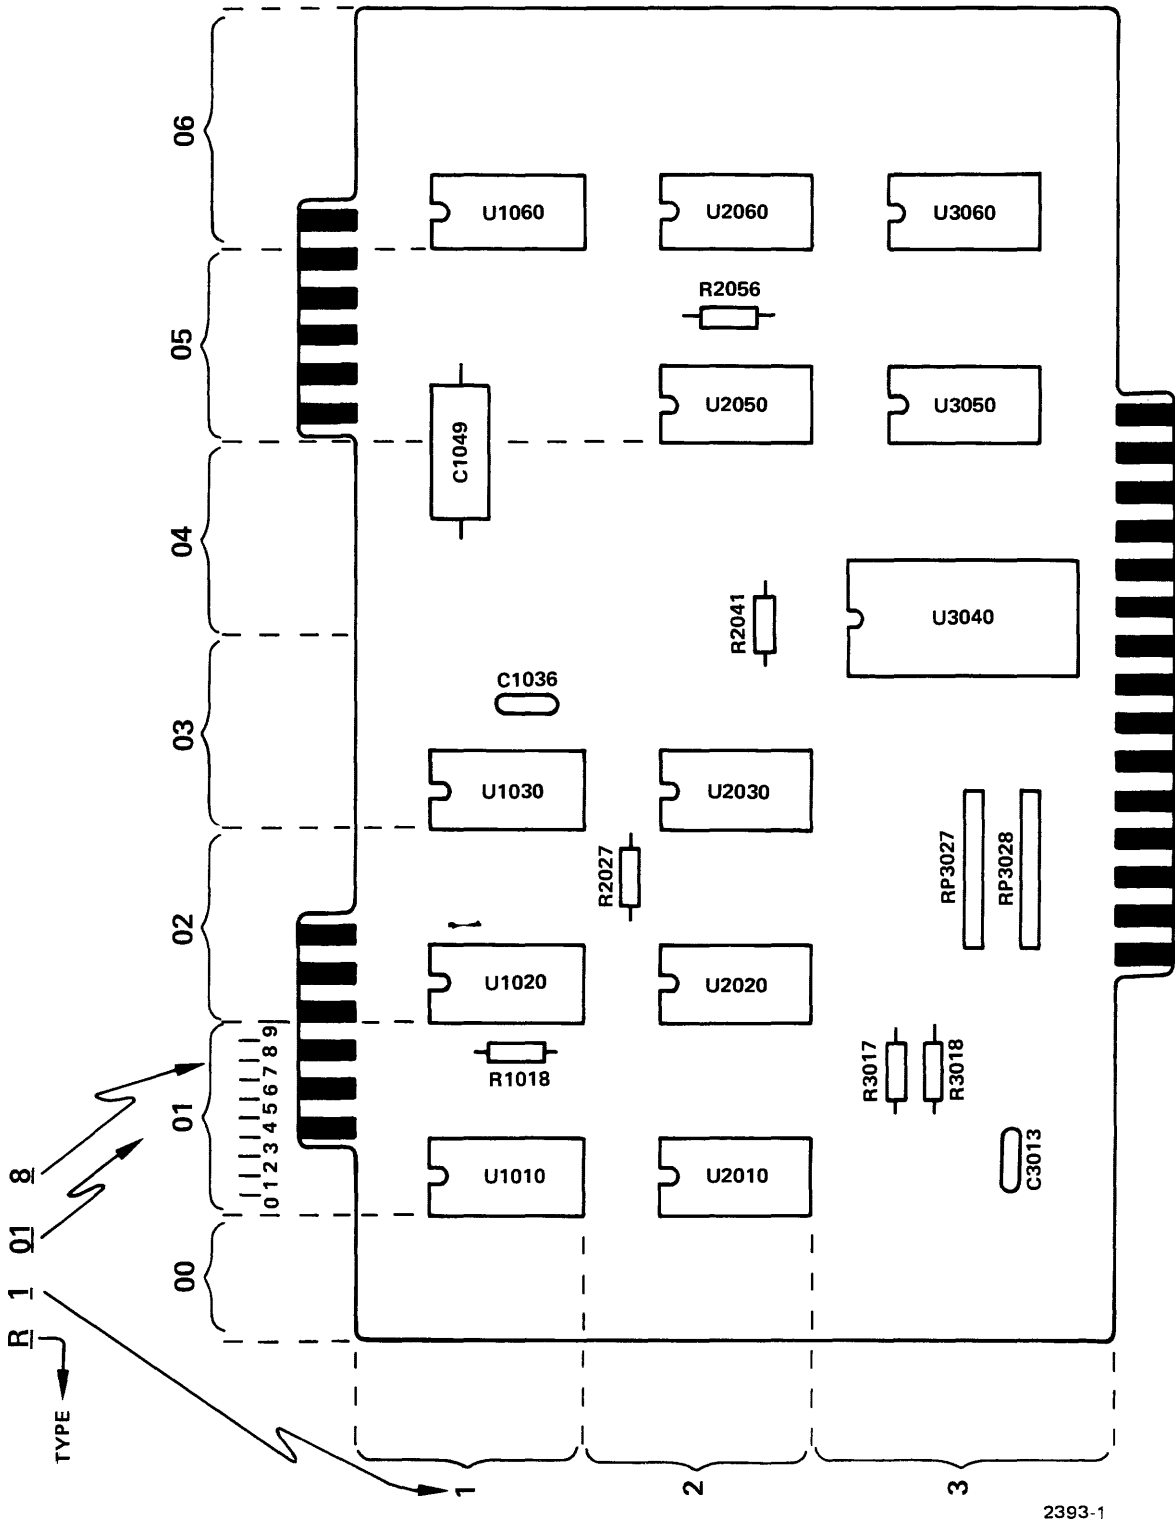 R 1 01 8
TYPE
00
01
02
03
04
05
06
0 1 2 3 4 5 6 7 8 9
1
2
3
U1060
U2060
U3060
R2056
U2050
U3050
C1049
R2041
U3040
C1036
U1030
U2030
R2027
RP3027
RP3028
U1020
U2020
R1018
R3017
R3018
U1010
U2010
C3013
2393-1